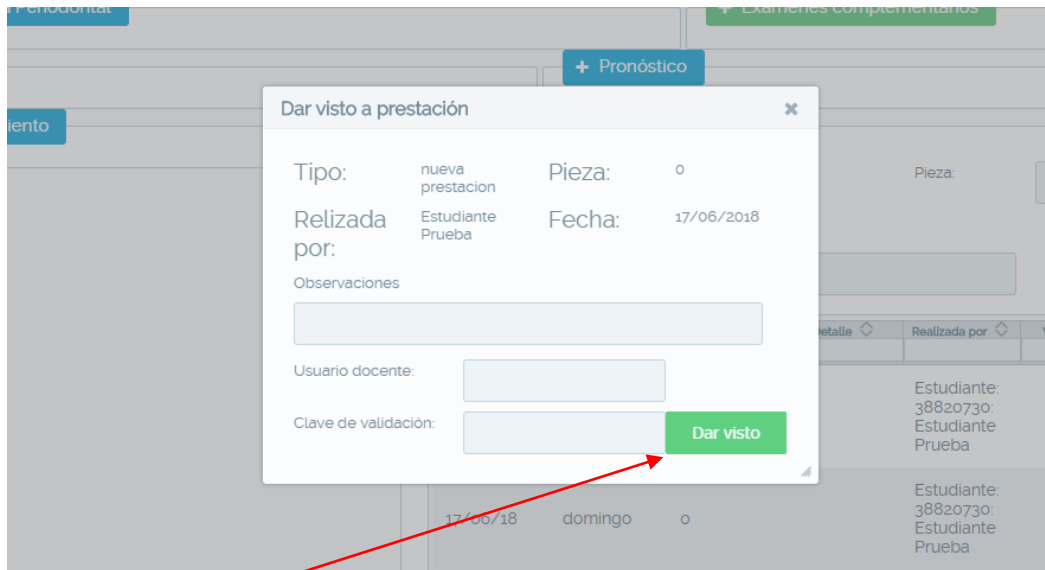 Periodontal
+ Exámenes complementarios
+ Pronóstico
Dar visto a prestación
iento
Tipo:
nueva
prestacion
Pieza:
0
Pieza:
Relizada
por:
Estudiante
Prueba
Fecha:
17/06/2018
Observaciones
Detalle
Realizada por
Usuario docente:
Clave de validación:
Dar visto
Estudiante:
38820730:
Estudiante
Prueba
17/06/18 domingo 0
Estudiante:
38820730:
Estudiante
Prueba